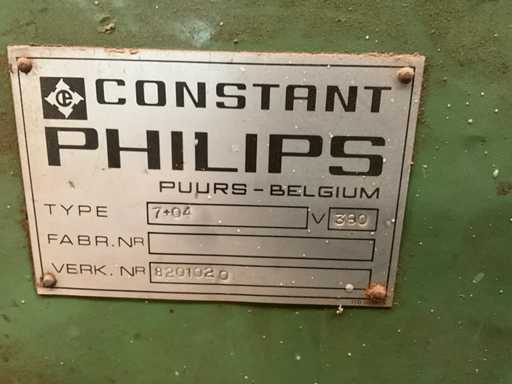 CONSTANT
PHILIPS
PUURS-BELGIUM
TYPE 7+04 V 380
FABR. NR
VERK. NR 8201020